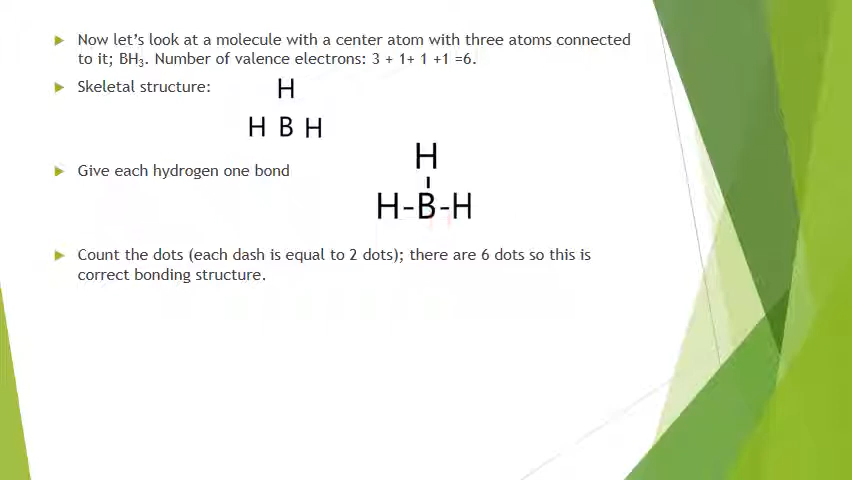 Now let's look at a molecule with a center atom with three atoms connected
to it; BH₃. Number of valence electrons: 3 + 1+ 1 +1 =6.
Skeletal structure:
H
H B H
Give each hydrogen one bond
H
H-B-H
Count the dots (each dash is equal to 2 dots); there are 6 dots so this is
correct bonding structure.